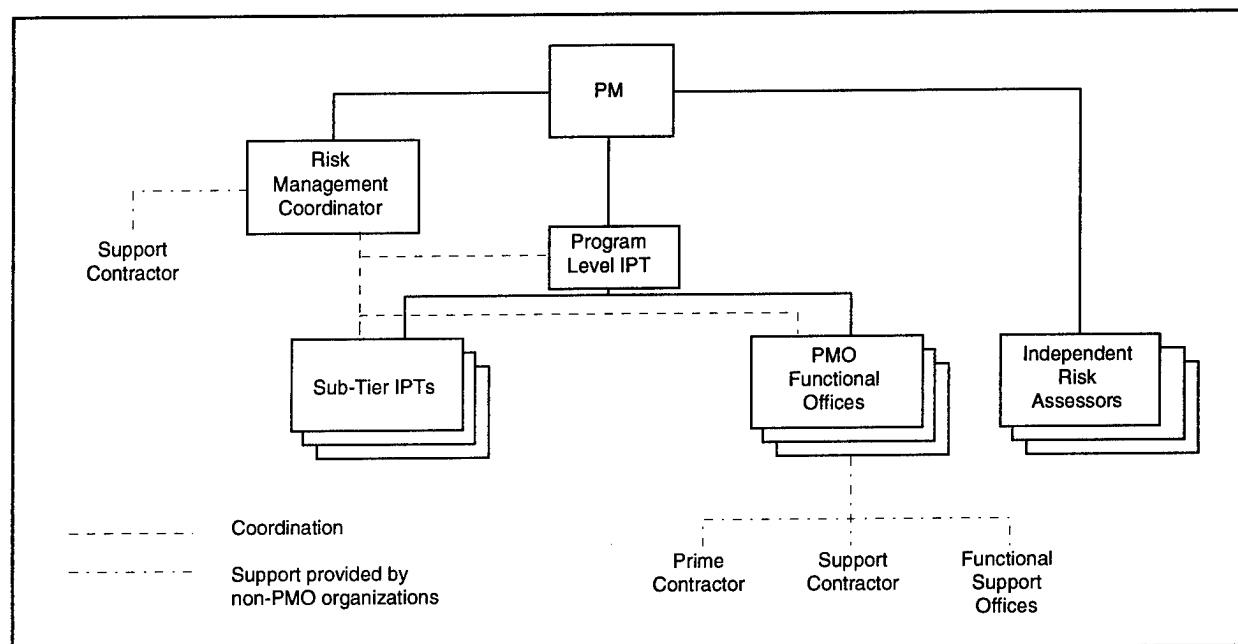 PM
Risk
Management
Coordinator
Support
Contractor
Program
Level IPT
Sub-Tier IPTs
PMO
Functional
Offices
Independent
Risk
Assessors
Coordination
Support provided by
non-PMO organizations
Prime
Contractor
Support
Contractor
Functional
Support
Offices